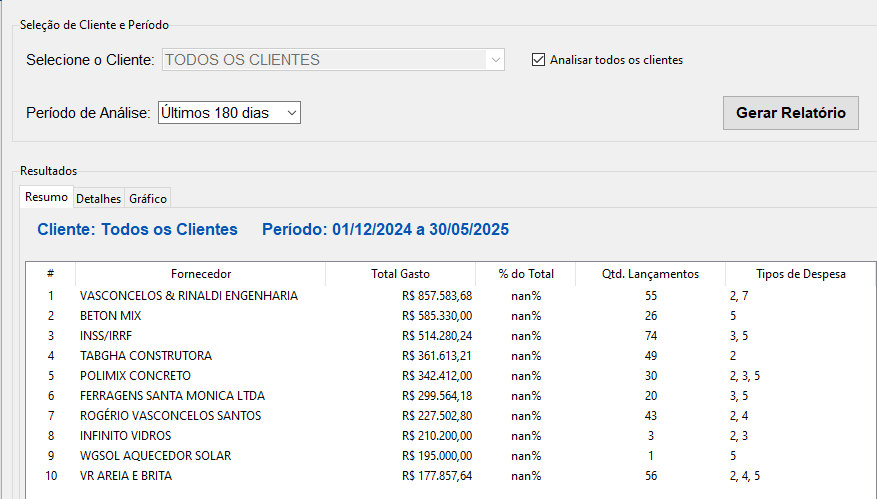 Seleção de Cliente e Período
Selecione o Cliente: TODOS OS CLIENTES Analisar todos os clientes
Período de Análise: Últimos 180 dias Gerar Relatório
Resultados
Resumo Detalhes Gráfico
Cliente: Todos os Clientes Período: 01/12/2024 a 30/05/2025
# Fornecedor Total Gasto % do Total Qtd. Lançamentos Tipos de Despesa
1 VASCONCELOS & RINALDI ENGENHARIA R$ 857.583,68 nan% 55 2, 7
2 BETON MIX R$ 585.330,00 nan% 26 5
3 INSS/IRRF R$ 514.280,24 nan% 74 3, 5
4 TABGHA CONSTRUTORA R$ 361.613,21 nan% 49 2
5 POLIMIX CONCRETO R$ 342.412,00 nan% 30 2, 3, 5
6 FERRAGENS SANTA MONICA LTDA R$ 299.564,18 nan% 20 3, 5
7 ROGÉRIO VASCONCELOS SANTOS R$ 227.502,80 nan% 43 2, 4
8 INFINITO VIDROS R$ 210.200,00 nan% 3 2, 3
9 WGSOL AQUECEDOR SOLAR R$ 195.000,00 nan% 1 5
10 VR AREIA E BRITA R$ 177.857,64 nan% 56 2, 4, 5